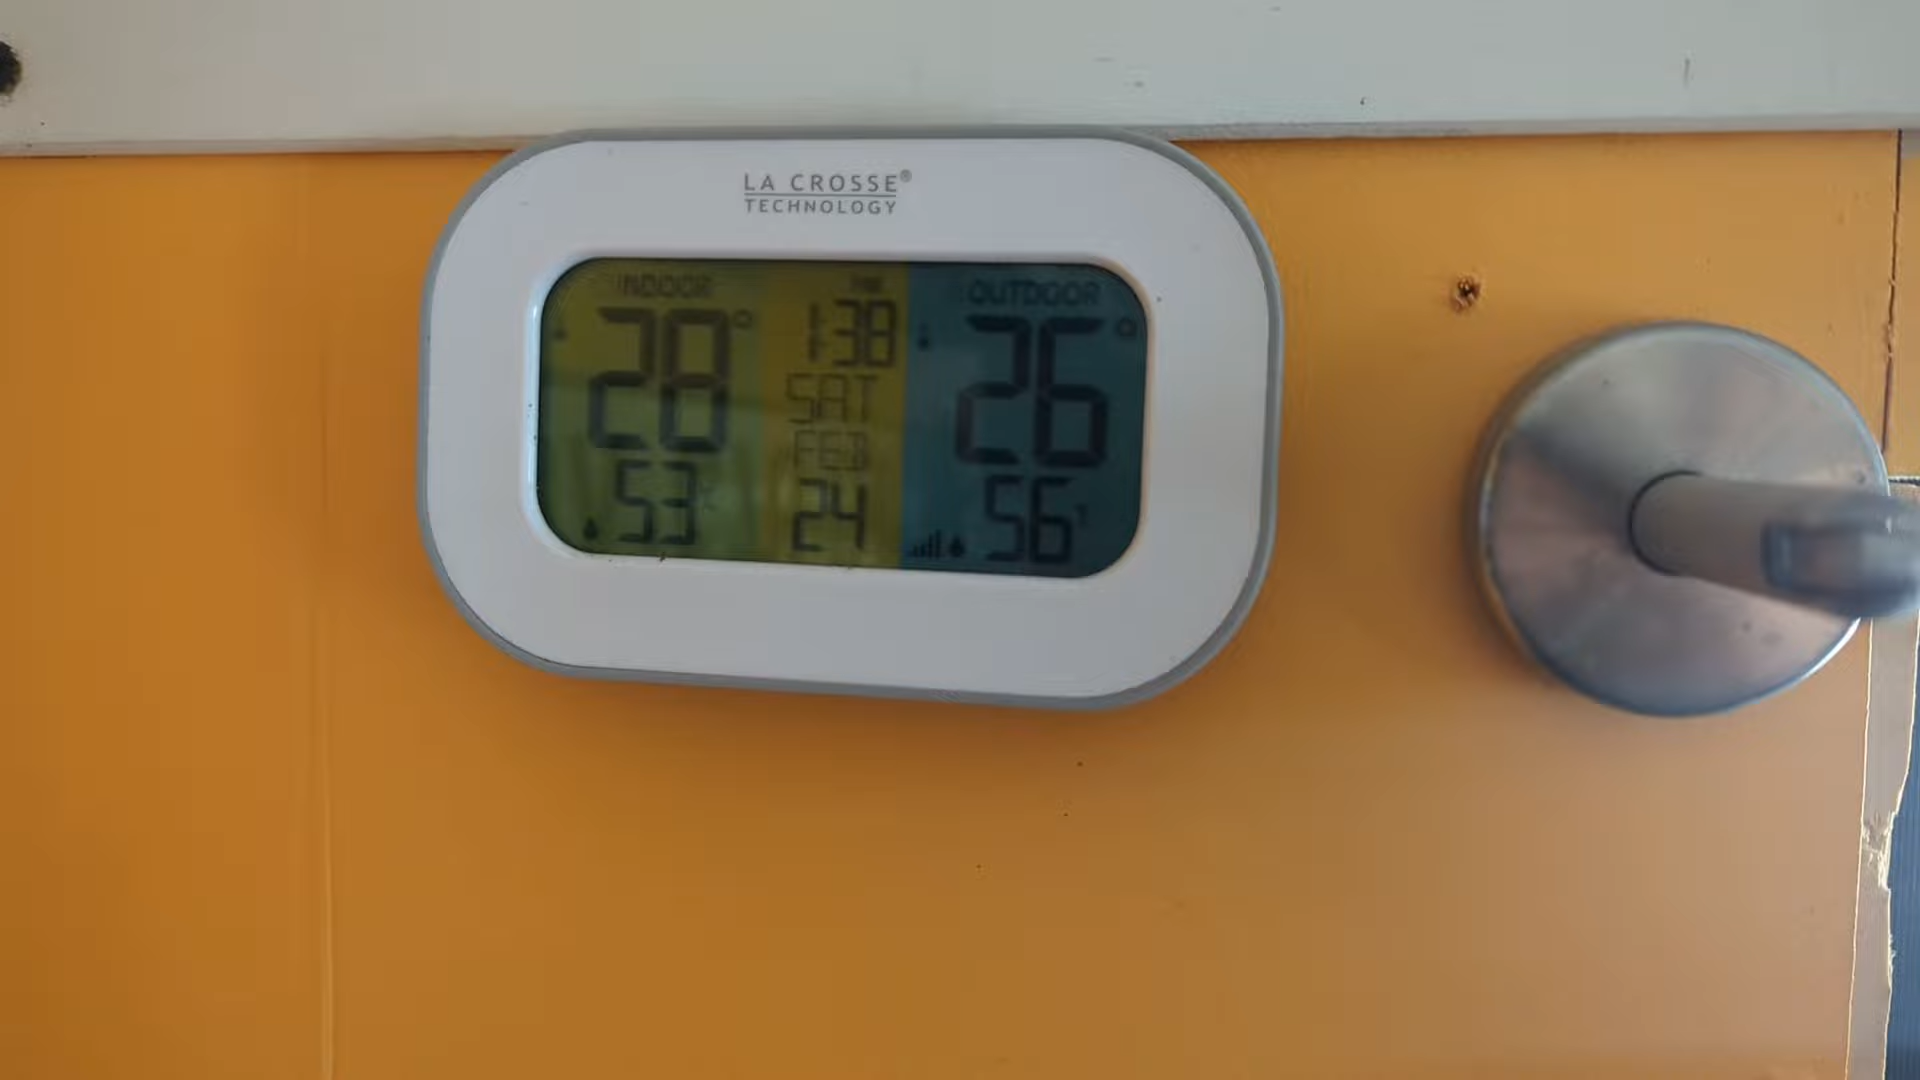 LA CROSSE®
TECHNOLOGY
INDOOR
28°
53
1:38
SAT
FEB
24
OUTDOOR
26°
56